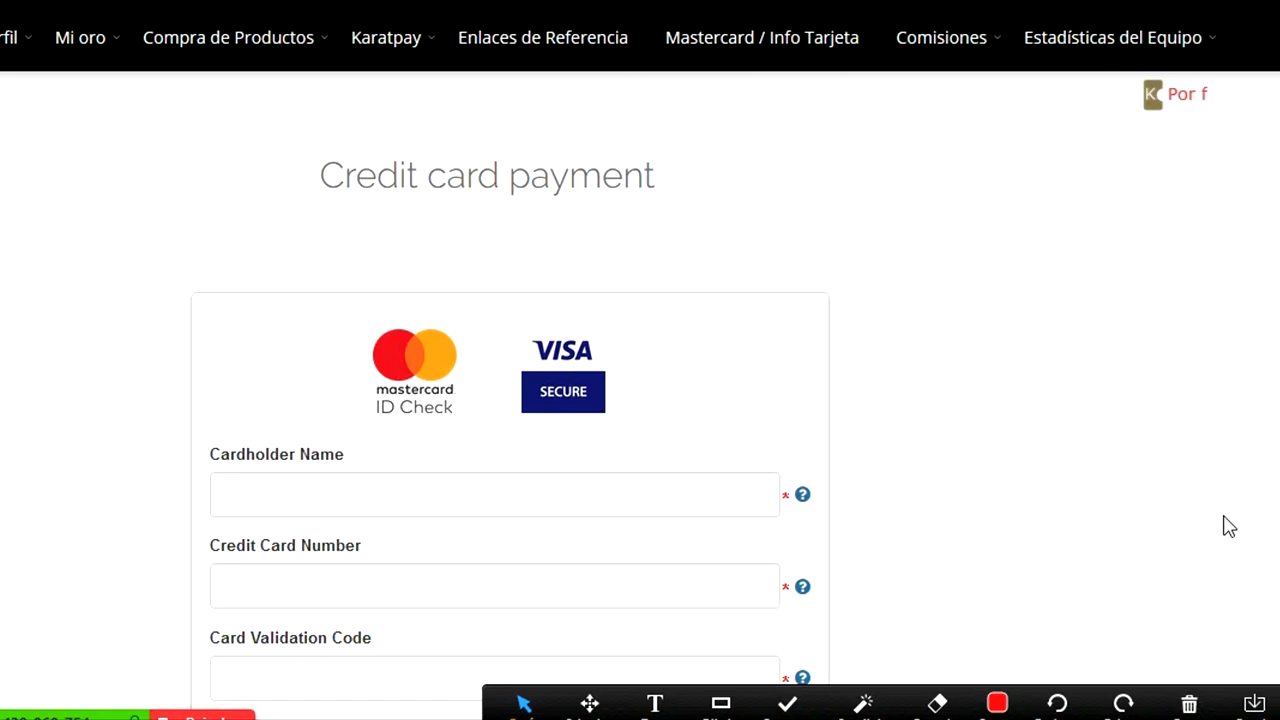 Mi oro Compra de Productos Karatpay Enlaces de Referencia Mastercard / Info Tarjeta Comisiones Estadísticas del Equipo
Por f
Credit card payment
mastercard
ID Check
VISA
SECURE
Cardholder Name
* ?
Credit Card Number
* ?
Card Validation Code
* ?